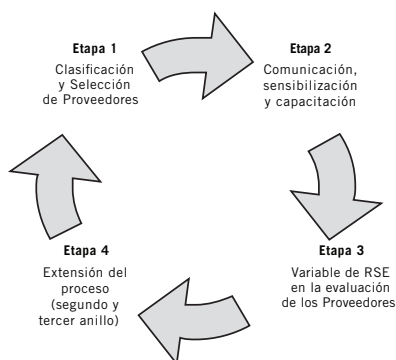 Etapa 1
Clasificación
y Selección
de Proveedores
Etapa 2
Comunicación,
sensibilización
y capacitación
Etapa 3
Variable de RSE
en la evaluación
de los Proveedores
Etapa 4
Extensión del
proceso
(segundo y
tercer anillo)